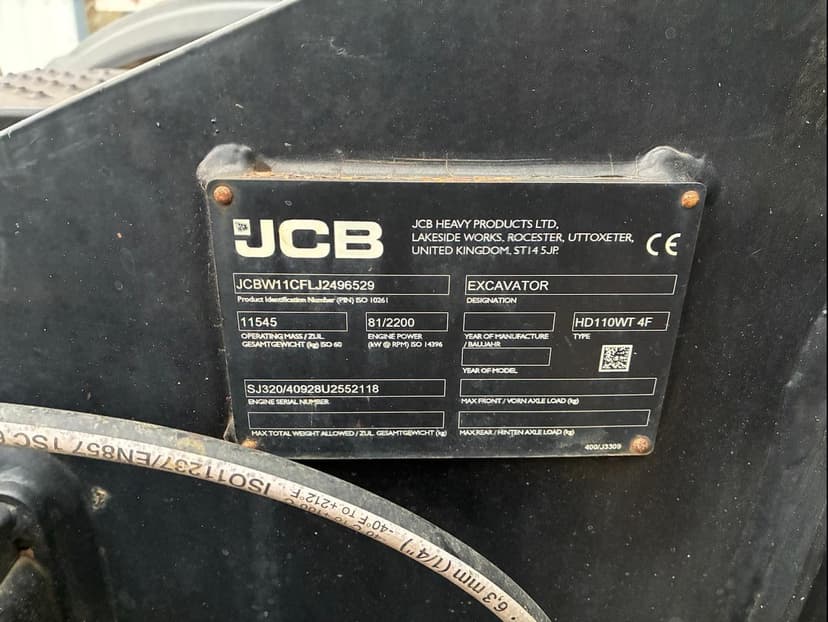 JCB
JCB HEAVY PRODUCTS LTD,
LAKESIDE WORKS, ROCESTER, UTTOXETER,
UNITED KINGDOM, ST14 5JP.
CE
JCBW11CFLJ2496529
Product Identification Number (PIN) ISO 10261
EXCAVATOR
DESIGNATION
11545
OPERATING MASS / ZUL.
GESAMTGEWICHT (kg) ISO 60
81/2200
ENGINE POWER
(kW @ RPM) ISO 14396
YEAR OF MANUFACTURE
/ BAUJAHR
HD110WT 4F
TYPE
YEAR OF MODEL
SJ320/40928U2552118
ENGINE SERIAL NUMBER
MAX FRONT / VORN AXLE LOAD (kg)
MAX TOTAL WEIGHT ALLOWED / ZUL. GESAMTGEWICHT (kg)
MAX.REAR / HINTEN AXLE LOAD (kg)
400/J3309
ISO11237/EN857 1SC
-40°F TO +212°F
6,3 mm (1/4")